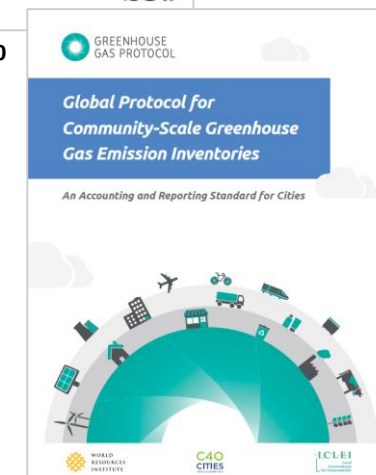 0
GREENHOUSE
GAS PROTOCOL
Global Protocol for
Community-Scale Greenhouse
Gas Emission Inventories
An Accounting and Reporting Standard for Cities
WORLD
RESOURCES
INSTITUTE
C40
CITIES
I.C.L.E.I